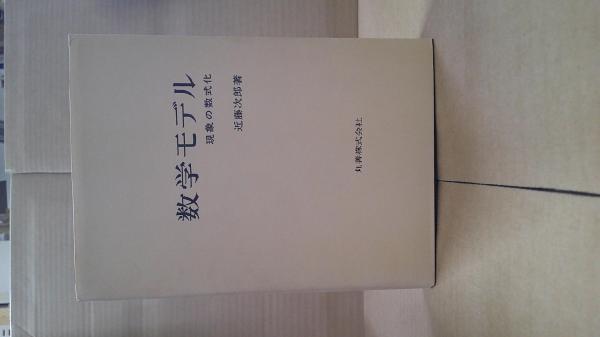 数学モデル
現象の数式化
近藤次郎著
丸善株式会社